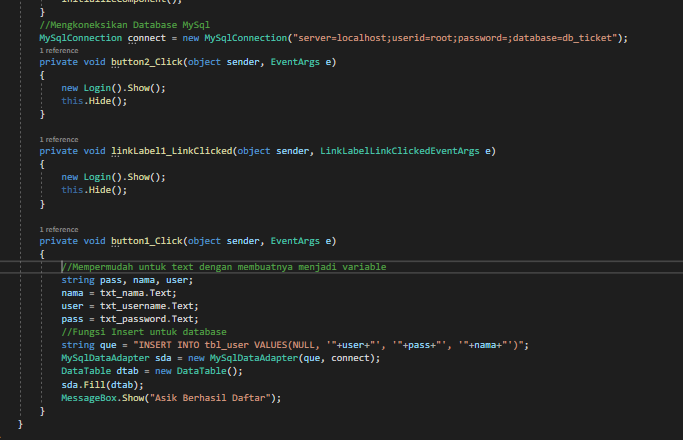 }
//Mengkoneksikan Database MySql
MySqlConnection connect = new MySqlConnection("server=localhost;userid=root;password=;database=db_ticket");
1 reference
private void button2_Click(object sender, EventArgs e)
{
new Login().Show();
this.Hide();
}
1 reference
private void linkLabel1_LinkClicked(object sender, LinkLabelLinkClickedEventArgs e)
{
new Login().Show();
this.Hide();
}
1 reference
private void button1_Click(object sender, EventArgs e)
{
//Mempermudah untuk text dengan membuatnya menjadi variable
string pass, nama, user;
nama = txt_nama.Text;
user = txt_username.Text;
pass = txt_password.Text;
//Fungsi Insert untuk database
string que = "INSERT INTO tbl_user VALUES(NULL, '"+user+"', '"+pass+"', '"+nama+"')";
MySqlDataAdapter sda = new MySqlDataAdapter(que, connect);
DataTable dtab = new DataTable();
sda.Fill(dtab);
MessageBox.Show("Asik Berhasil Daftar");
}
}